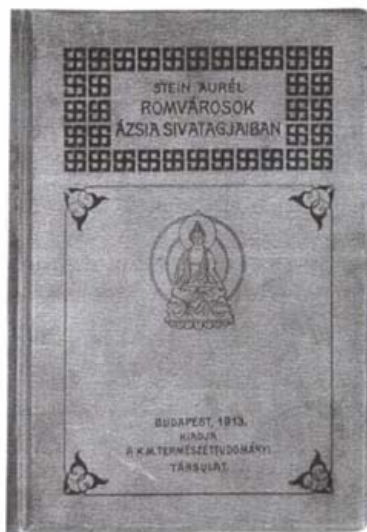 STEIN AURÉL
ROMVÁROSOK
ÁZSIA SIVATAGJAIBAN
BUDAPEST, 1913.
KIADJA
A K. M. TERMÉSZETTUDOMÁNYI
TÁRSULAT.